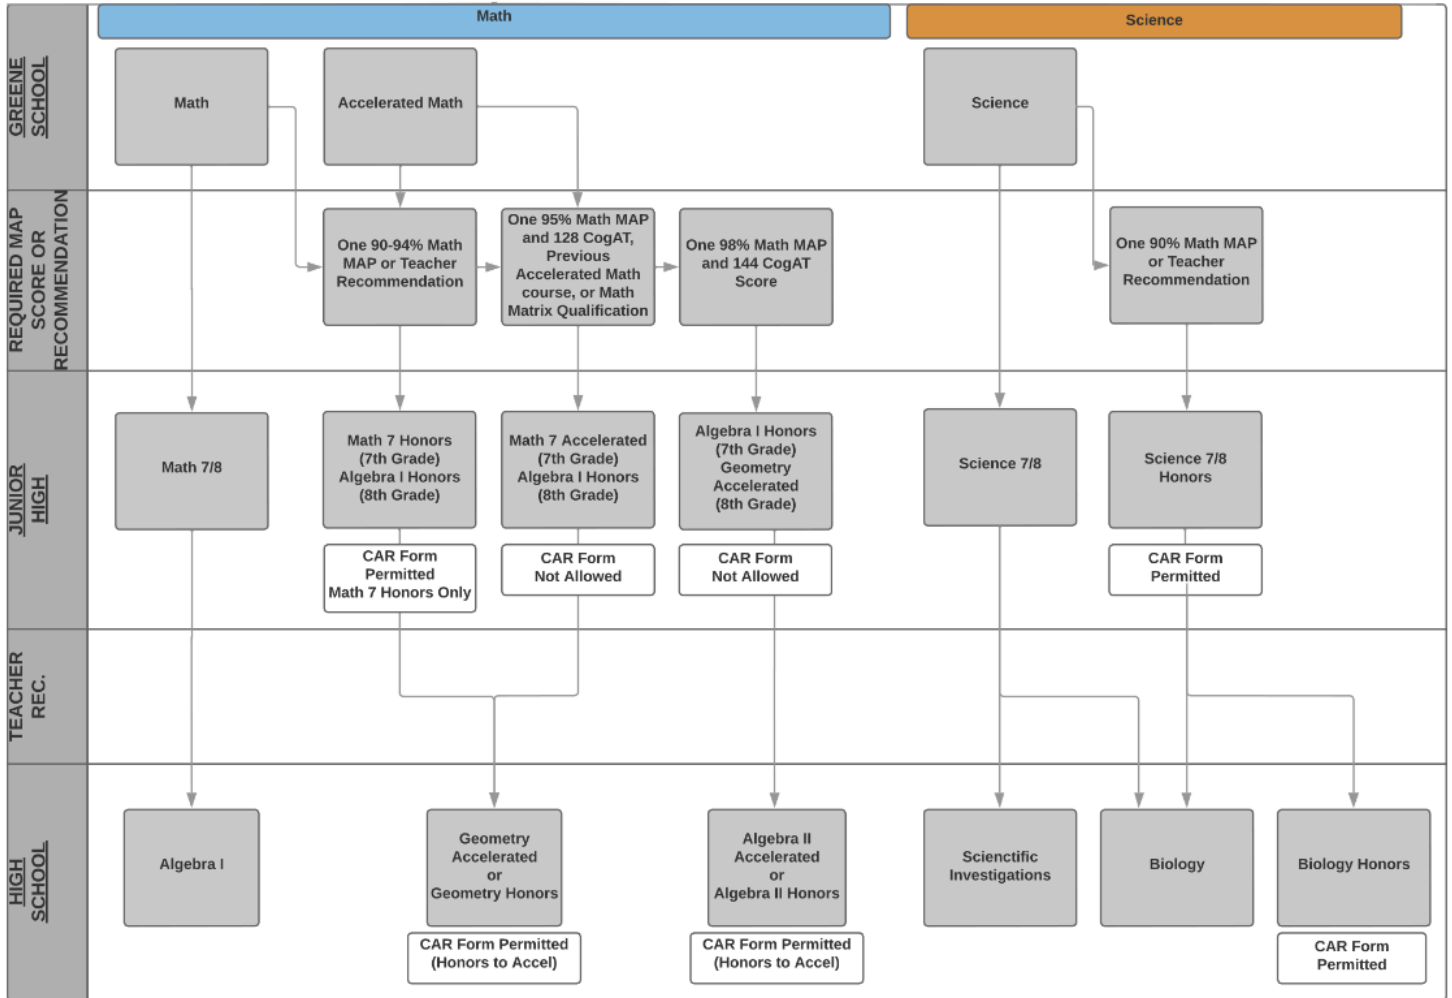 Math
Science
GREENE
SCHOOL
Math
Accelerated Math
Science
REQUIRED MAP
SCORE OR
RECOMMENDATION
One 90-94% Math
MAP or Teacher
Recommendation
One 95% Math MAP
and 128 CogAT,
Previous
Accelerated Math
course, or Math
Matrix Qualification
One 98% Math MAP
and 144 CogAT
Score
One 90% Math MAP
or Teacher
Recommendation
JUNIOR
HIGH
Math 7/8
Math 7 Honors
(7th Grade)
Algebra I Honors
(8th Grade)
Math 7 Accelerated
(7th Grade)
Algebra I Honors
(8th Grade)
Algebra I Honors
(7th Grade)
Geometry
Accelerated
(8th Grade)
Science 7/8
Science 7/8
Honors
CAR Form
Permitted
Math 7 Honors Only
CAR Form
Not Allowed
CAR Form
Not Allowed
CAR Form
Permitted
TEACHER
REC.
HIGH
SCHOOL
Algebra I
Geometry
Accelerated
or
Geometry Honors
Algebra II
Accelerated
or
Algebra II Honors
Scienctific
Investigations
Biology
Biology Honors
CAR Form Permitted
(Honors to Accel)
CAR Form Permitted
(Honors to Accel)
CAR Form
Permitted